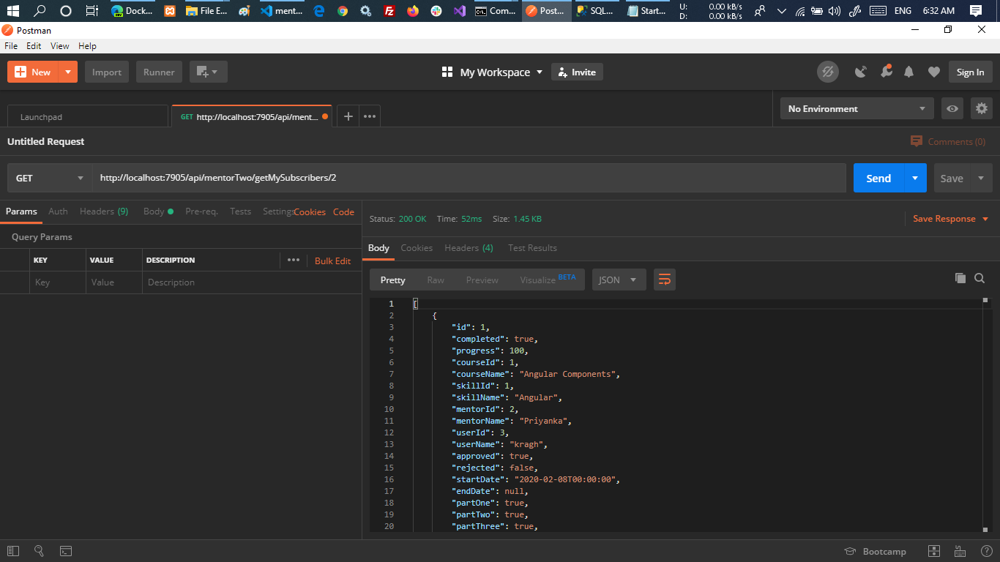 Dock... File E... ment... Com... Post... SQL... Start... U: 0.00 kB/s ENG 6:32 AM
D: 0.00 kB/s
Postman
File Edit View Help
New Import Runner My Workspace Invite Sign In
Launchpad GET http://localhost:7905/api/ment... No Environment
Untitled Request Comments (0)
GET http://localhost:7905/api/mentorTwo/getMySubscribers/2 Send Save
Params Auth Headers (9) Body Pre-req. Tests Settings Cookies Code
Status: 200 OK Time: 52ms Size: 1.45 KB Save Response
Query Params
Body Cookies Headers (4) Test Results
KEY VALUE DESCRIPTION Bulk Edit
Key Value Description
Pretty Raw Preview Visualize BETA JSON
1 [
2 {
3 "id": 1,
4 "completed": true,
5 "progress": 100,
6 "courseId": 1,
7 "courseName": "Angular Components",
8 "skillId": 1,
9 "skillName": "Angular",
10 "mentorId": 2,
11 "mentorName": "Priyanka",
12 "userId": 3,
13 "userName": "kragh",
14 "approved": true,
15 "rejected": false,
16 "startDate": "2020-02-08T00:00:00",
17 "endDate": null,
18 "partOne": true,
19 "partTwo": true,
20 "partThree": true,
Bootcamp